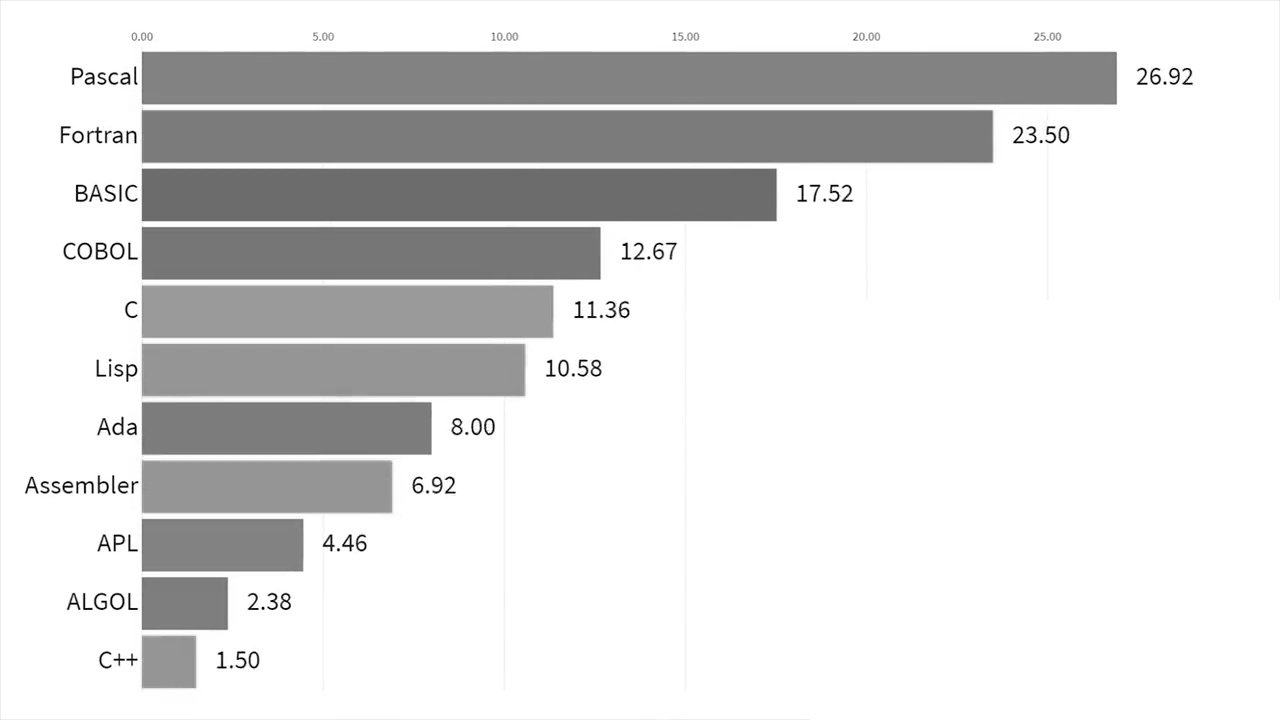 0.00 5.00 10.00 15.00 20.00 25.00
Pascal 26.92
Fortran 23.50
BASIC 17.52
COBOL 12.67
C 11.36
Lisp 10.58
Ada 8.00
Assembler 6.92
APL 4.46
ALGOL 2.38
C++ 1.50